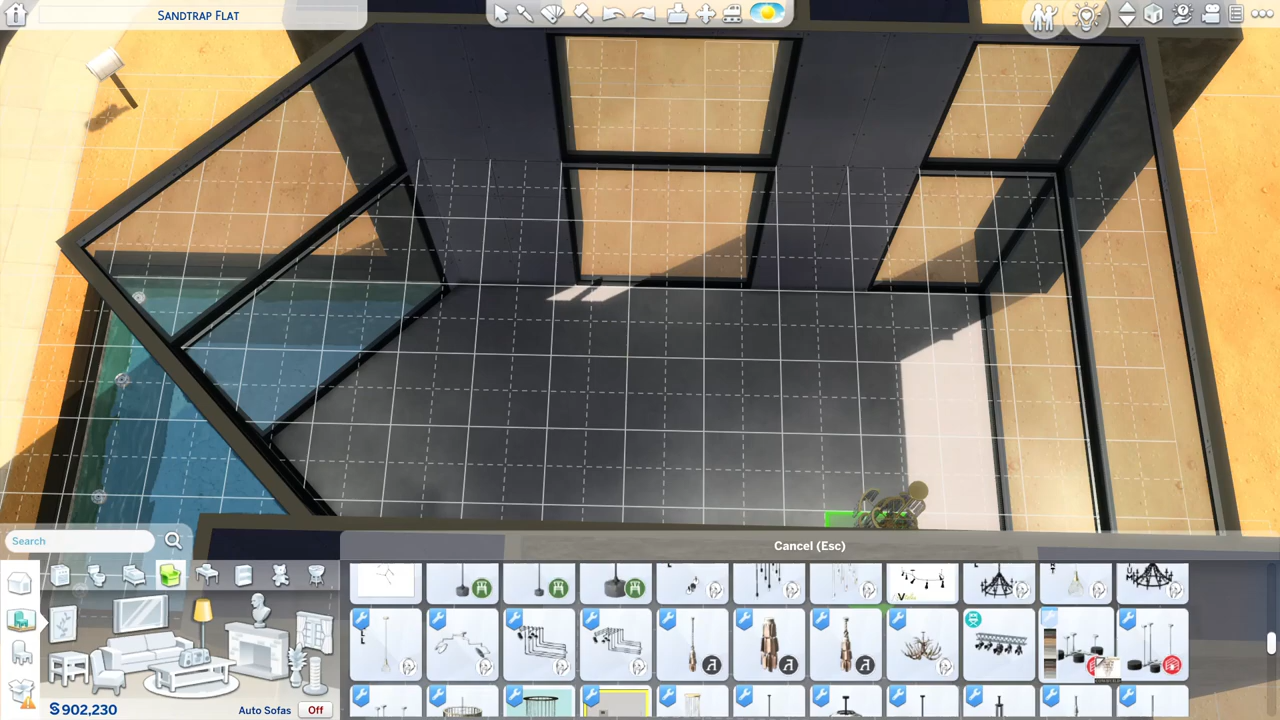 SANDTRAP FLAT
Cancel (Esc)
Search
§902,230
Auto Sofas
Off